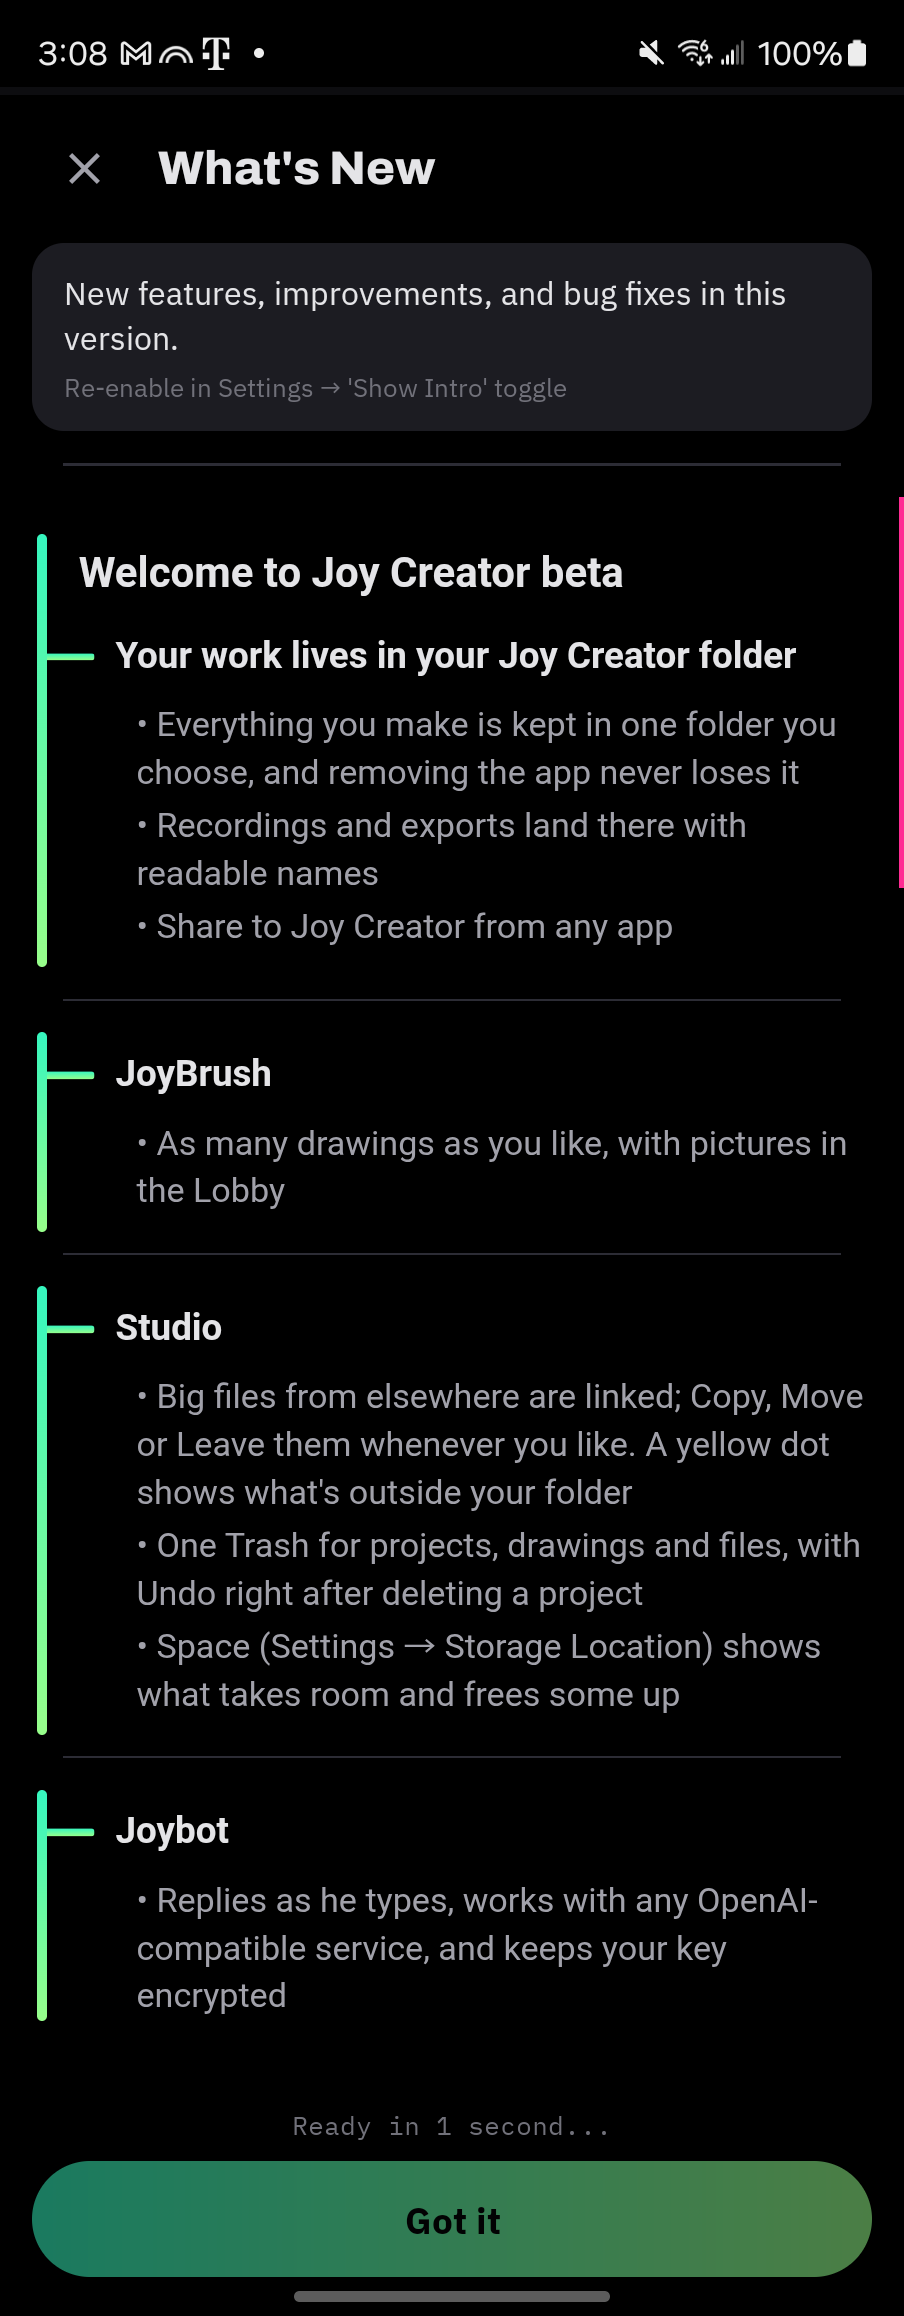 3:08
100%
What's New
New features, improvements, and bug fixes in this
version.
Re-enable in Settings → 'Show Intro' toggle
Welcome to Joy Creator beta
Your work lives in your Joy Creator folder
• Everything you make is kept in one folder you
choose, and removing the app never loses it
• Recordings and exports land there with
readable names
• Share to Joy Creator from any app
JoyBrush
• As many drawings as you like, with pictures in
the Lobby
Studio
• Big files from elsewhere are linked; Copy, Move
or Leave them whenever you like. A yellow dot
shows what's outside your folder
• One Trash for projects, drawings and files, with
Undo right after deleting a project
• Space (Settings → Storage Location) shows
what takes room and frees some up
Joybot
• Replies as he types, works with any OpenAI-
compatible service, and keeps your key
encrypted
Ready in 1 second...
Got it